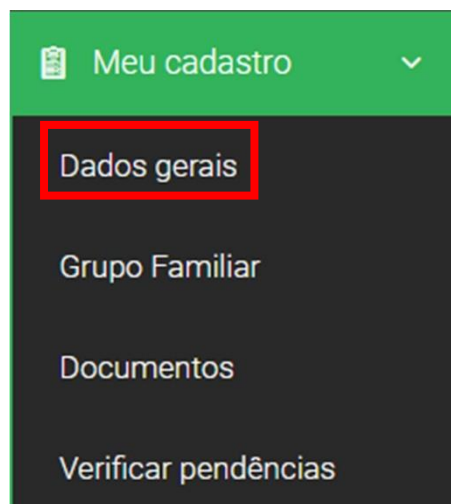 Meu cadastro
Dados gerais
Grupo Familiar
Documentos
Verificar pendências